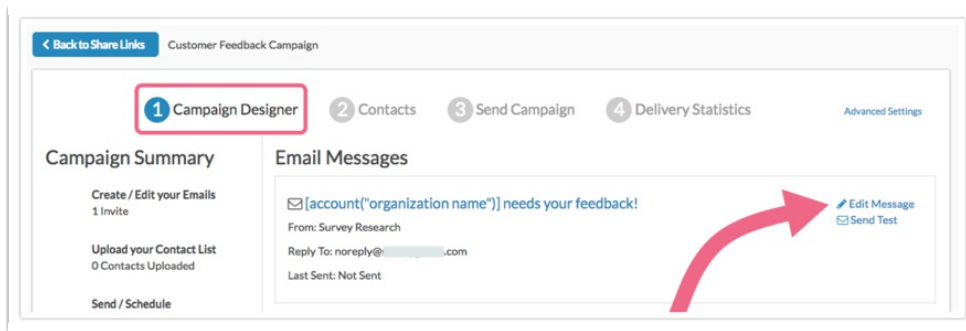 Back to Share Links Customer Feedback Campaign
1 Campaign Designer 2 Contacts 3 Send Campaign 4 Delivery Statistics Advanced Settings
Campaign Summary
Create / Edit your Emails
1 Invite
Upload your Contact List
0 Contacts Uploaded
Send / Schedule
Email Messages
[account("organization name")] needs your feedback!
From: Survey Research
Reply To: noreply@ .com
Last Sent: Not Sent
Edit Message
Send Test